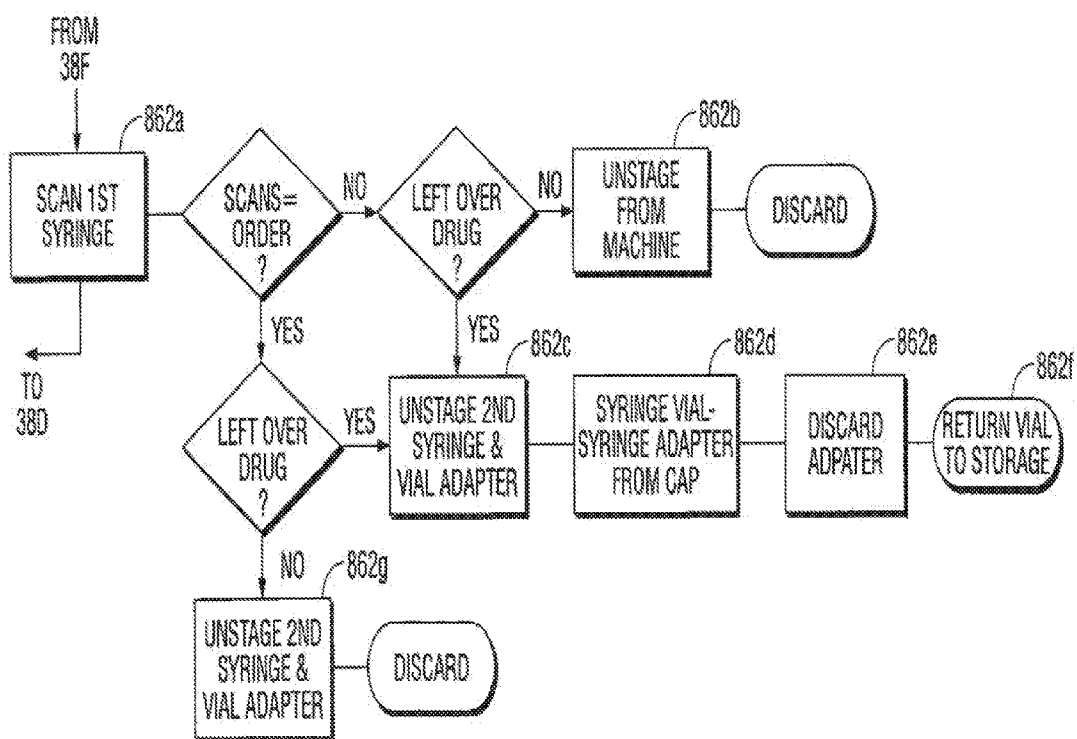 FROM
38F
862a
SCAN 1ST
SYRINGE
TO
38D
SCANS=
ORDER
?
NO
YES
LEFT OVER
DRUG
?
NO
YES
862b
UNSTAGE
FROM
MACHINE
DISCARD
LEFT OVER
DRUG
?
YES
NO
862c
UNSTAGE 2ND
SYRINGE &
VIAL ADAPTER
862d
SYRINGE VIAL-
SYRINGE ADAPTER
FROM CAP
862e
DISCARD
ADPATER
862f
RETURN VIAL
TO STORAGE
862g
UNSTAGE 2ND
SYRINGE &
VIAL ADAPTER
DISCARD